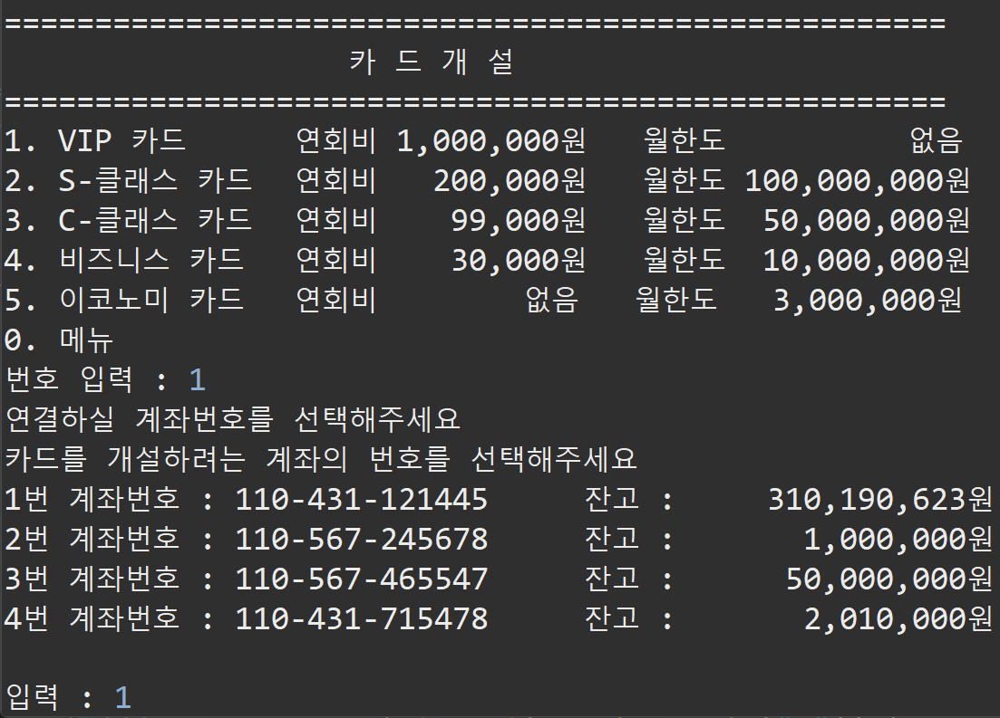 ====================================================
카 드 개 설
====================================================
1. VIP 카드 연회비 1,000,000원 월한도 없음
2. S-클래스 카드 연회비 200,000원 월한도 100,000,000원
3. C-클래스 카드 연회비 99,000원 월한도 50,000,000원
4. 비즈니스 카드 연회비 30,000원 월한도 10,000,000원
5. 이코노미 카드 연회비 없음 월한도 3,000,000원
0. 메뉴
번호 입력 : 1
연결하실 계좌번호를 선택해주세요
카드를 개설하려는 계좌의 번호를 선택해주세요
1번 계좌번호 : 110-431-121445 잔고 : 310,190,623원
2번 계좌번호 : 110-567-245678 잔고 : 1,000,000원
3번 계좌번호 : 110-567-465547 잔고 : 50,000,000원
4번 계좌번호 : 110-431-715478 잔고 : 2,010,000원
입력 : 1